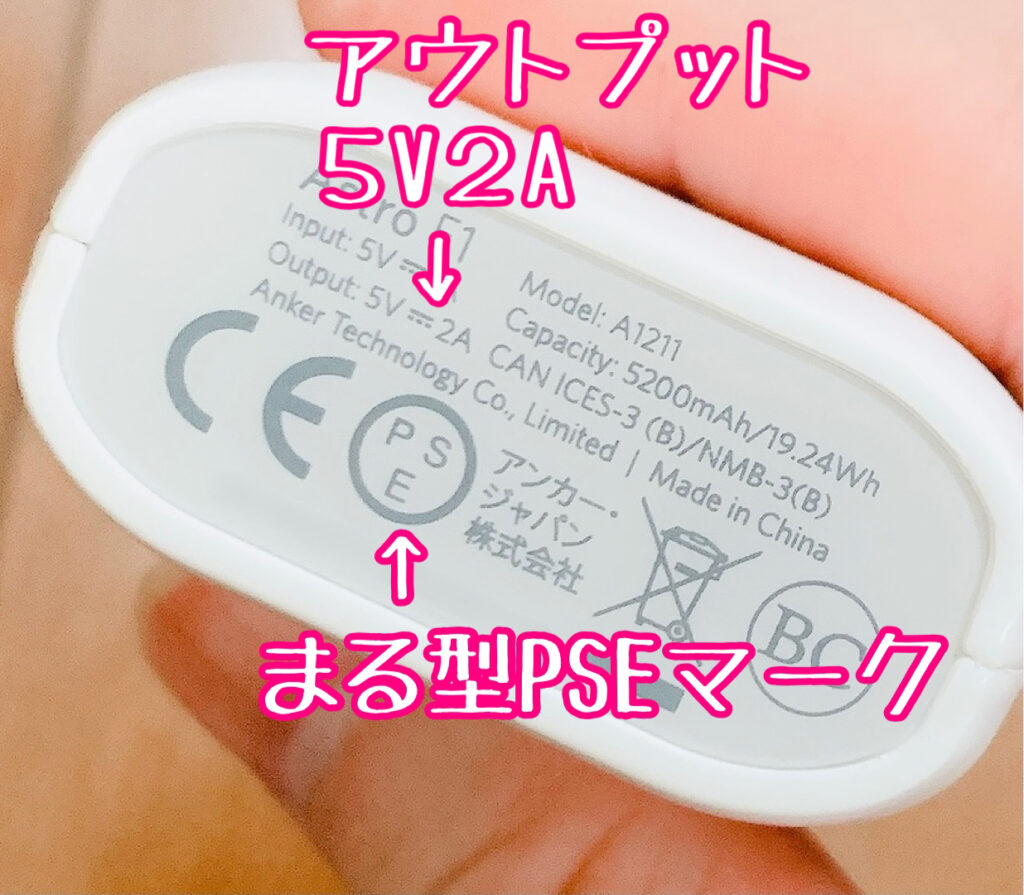 アウトプット
5V2A
Astro E1
Input: 5V ⎓
Output: 5V ⎓ 2A
Anker Technology Co., Limited | Made in China
Model: A1211
Capacity: 5200mAh/19.24Wh
CAN ICES-3 (B)/NMB-3(B)
CE
PSE
アンカー・
ジャパン
株式会社
BC
まる型PSEマーク